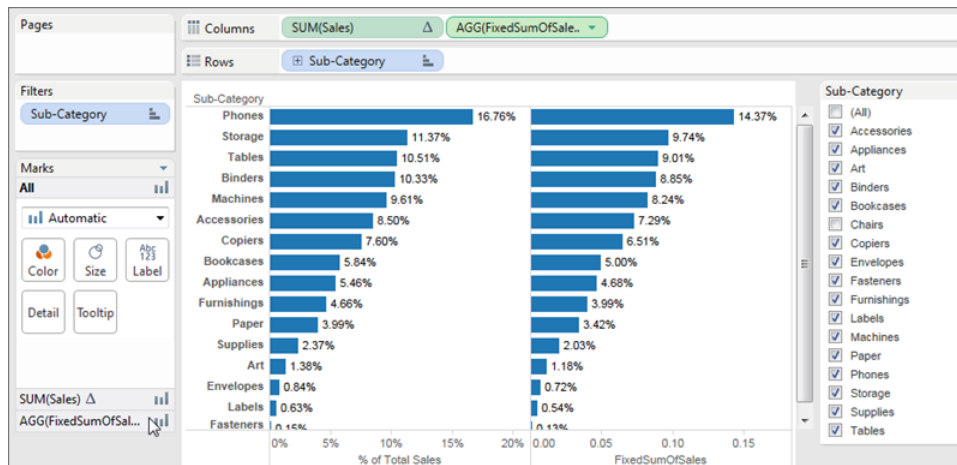 Pages
Columns
SUM(Sales) Δ
AGG(FixedSumOfSale..
Rows
Sub-Category
Filters
Sub-Category
Marks
All
Automatic
Color
Size
Abc
123
Label
Detail
Tooltip
SUM(Sales) Δ
AGG(FixedSumOfSal...
Sub-Category
Phones 16.76% 14.37%
Storage 11.37% 9.74%
Tables 10.51% 9.01%
Binders 10.33% 8.85%
Machines 9.61% 8.24%
Accessories 8.50% 7.29%
Copiers 7.60% 6.51%
Bookcases 5.84% 5.00%
Appliances 5.46% 4.68%
Furnishings 4.66% 3.99%
Paper 3.99% 3.42%
Supplies 2.37% 2.03%
Art 1.38% 1.18%
Envelopes 0.84% 0.72%
Labels 0.63% 0.54%
Fasteners 0.15% 0.13%
0% 5% 10% 15% 20% 0.00 0.05 0.10 0.15
% of Total Sales FixedSumOfSales
Sub-Category
(All)
Accessories
Appliances
Art
Binders
Bookcases
Chairs
Copiers
Envelopes
Fasteners
Furnishings
Labels
Machines
Paper
Phones
Storage
Supplies
Tables